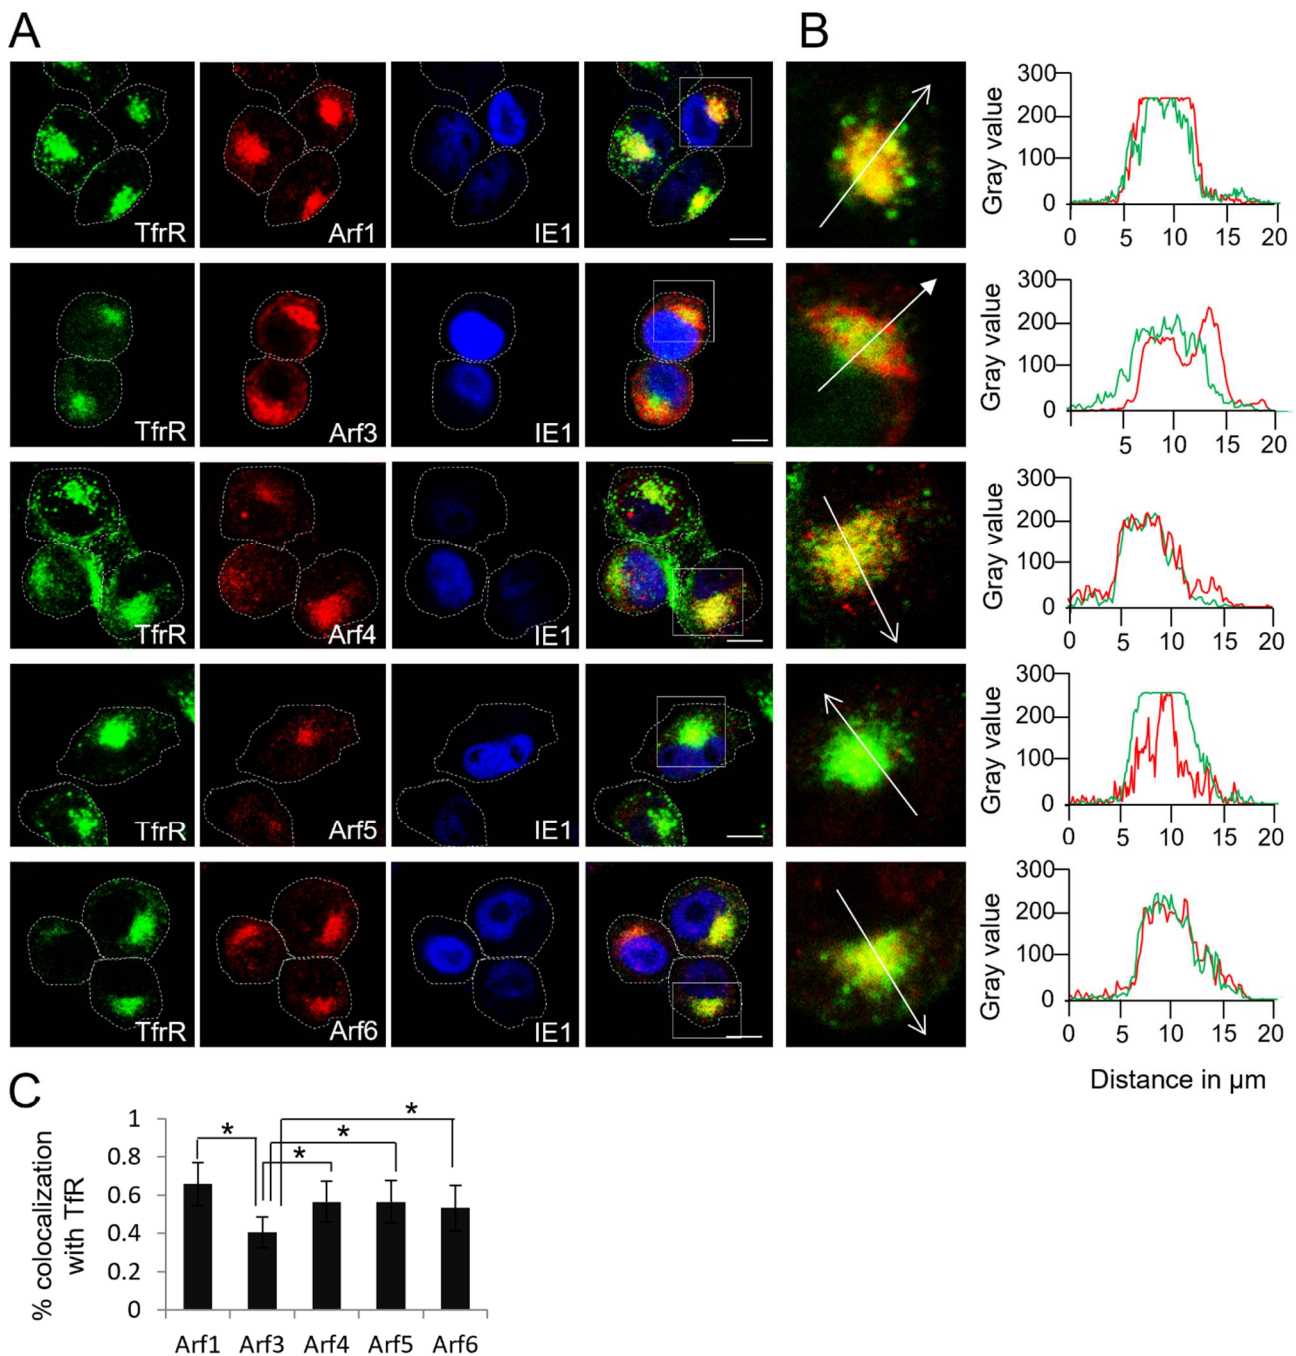 A
B
TfrR Arf1 IE1
Gray value
300
200
100
0
0 5 10 15 20
TfrR Arf3 IE1
Gray value
300
200
100
0
5 10 15 20
TfrR Arf4 IE1
Gray value
300
200
100
0
0 5 10 15 20
TfrR Arf5 IE1
Gray value
300
200
100
0
0 5 10 15 20
TfrR Arf6 IE1
Gray value
300
200
100
0
0 5 10 15 20
Distance in µm
C
% colocalization
with TfR
1
0.8
0.6
0.4
0.2
0
* * * *
Arf1 Arf3 Arf4 Arf5 Arf6